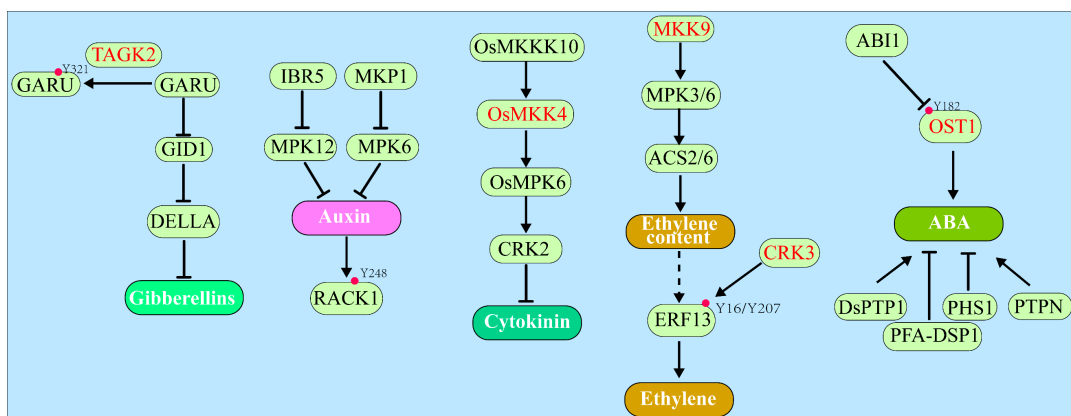 TAGK2
Y321
GARU
GARU
GID1
DELLA
Gibberellins
IBR5
MKP1
MPK12
MPK6
Auxin
Y248
RACK1
OsMKKK10
OsMKK4
OsMPK6
CRK2
Cytokinin
MKK9
MPK3/6
ACS2/6
Ethylene
content
CRK3
Y16/Y207
ERF13
Ethylene
ABI1
Y182
OST1
ABA
DsPTP1
PFA-DSP1
PHS1
PTPN